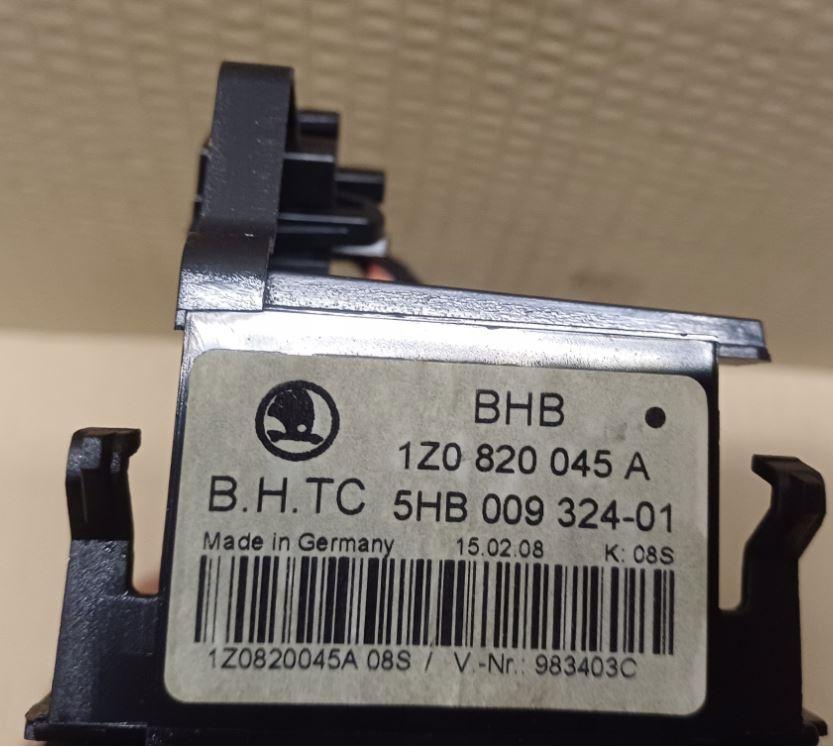 BHB
1Z0 820 045 A
B.H.TC 5HB 009 324-01
Made in Germany 15.02.08 K: 08S
1Z0820045A 08S / V.-Nr.: 983403C